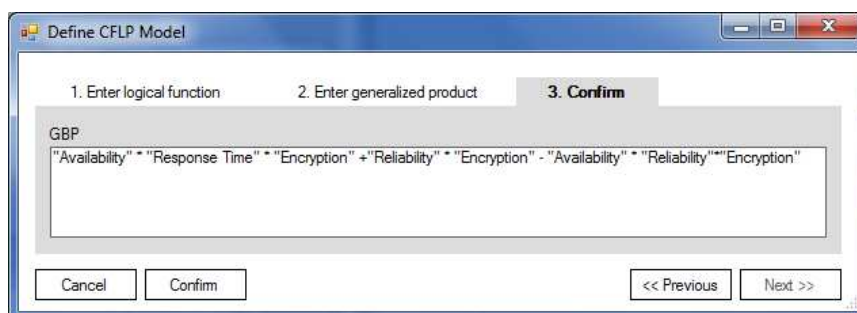 Define CFLP Model
1. Enter logical function 2. Enter generalized product 3. Confirm
GBP
"Availability" * "Response Time" * "Encryption" +"Reliability" * "Encryption" - "Availability" * "Reliability"*"Encryption"
Cancel Confirm << Previous Next >>